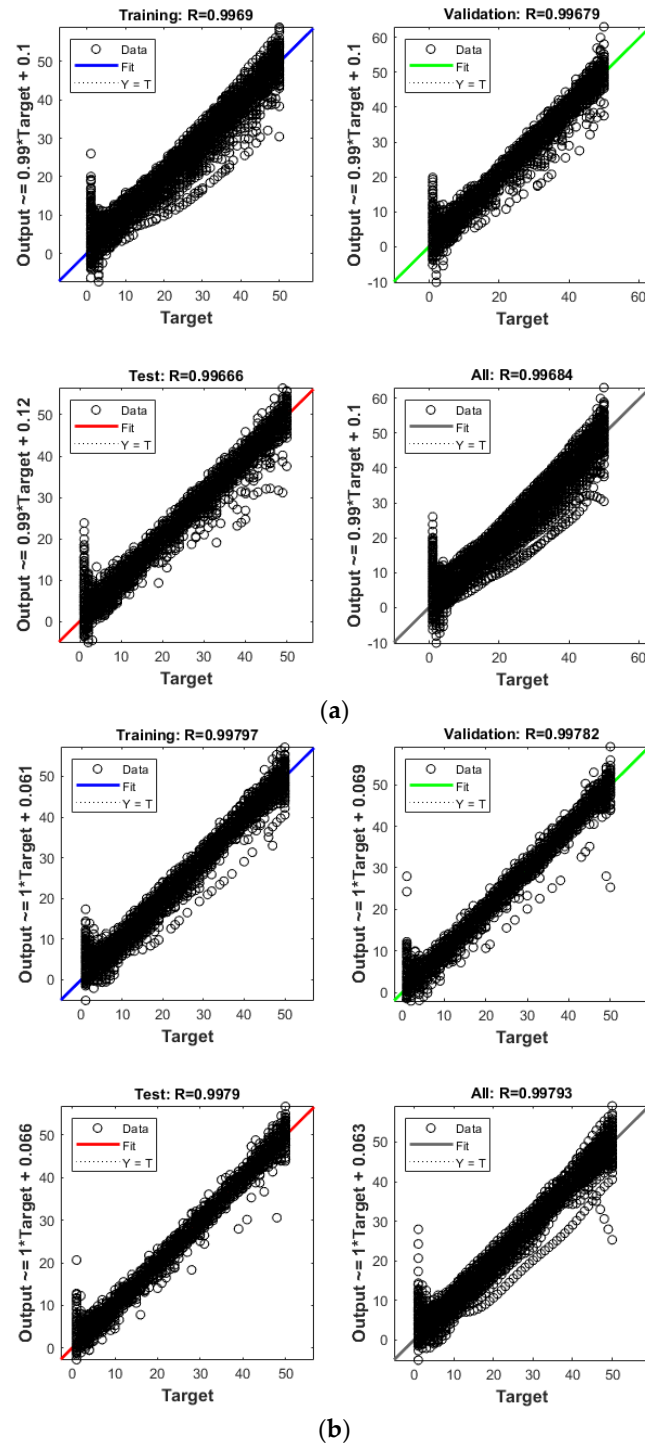 Training: R=0.9969
Output ~= 0.99*Target + 0.1
Data
Fit
Y = T
50
40
30
20
10
0
0 10 20 30 40 50
Target
Validation: R=0.99679
Output ~= 0.99*Target + 0.1
Data
Fit
Y = T
60
50
40
30
20
10
0
-10
0 20 40 60
Target
Test: R=0.99666
Output ~= 0.99*Target + 0.12
Data
Fit
Y = T
50
40
30
20
10
0
0 10 20 30 40 50
Target
All: R=0.99684
Output ~= 0.99*Target + 0.1
Data
Fit
Y = T
60
50
40
30
20
10
0
-10
0 20 40 60
Target
(a)
Training: R=0.99797
Output ~= 1*Target + 0.061
Data
Fit
Y = T
50
40
30
20
10
0
0 10 20 30 40 50
Target
Validation: R=0.99782
Output ~= 1*Target + 0.069
Data
Fit
Y = T
50
40
30
20
10
0
0 20 40
Target
Test: R=0.9979
Output ~= 1*Target + 0.066
Data
Fit
Y = T
50
40
30
20
10
0
0 10 20 30 40 50
Target
All: R=0.99793
Output ~= 1*Target + 0.063
Data
Fit
Y = T
50
40
30
20
10
0
0 10 20 30 40 50
Target
(b)